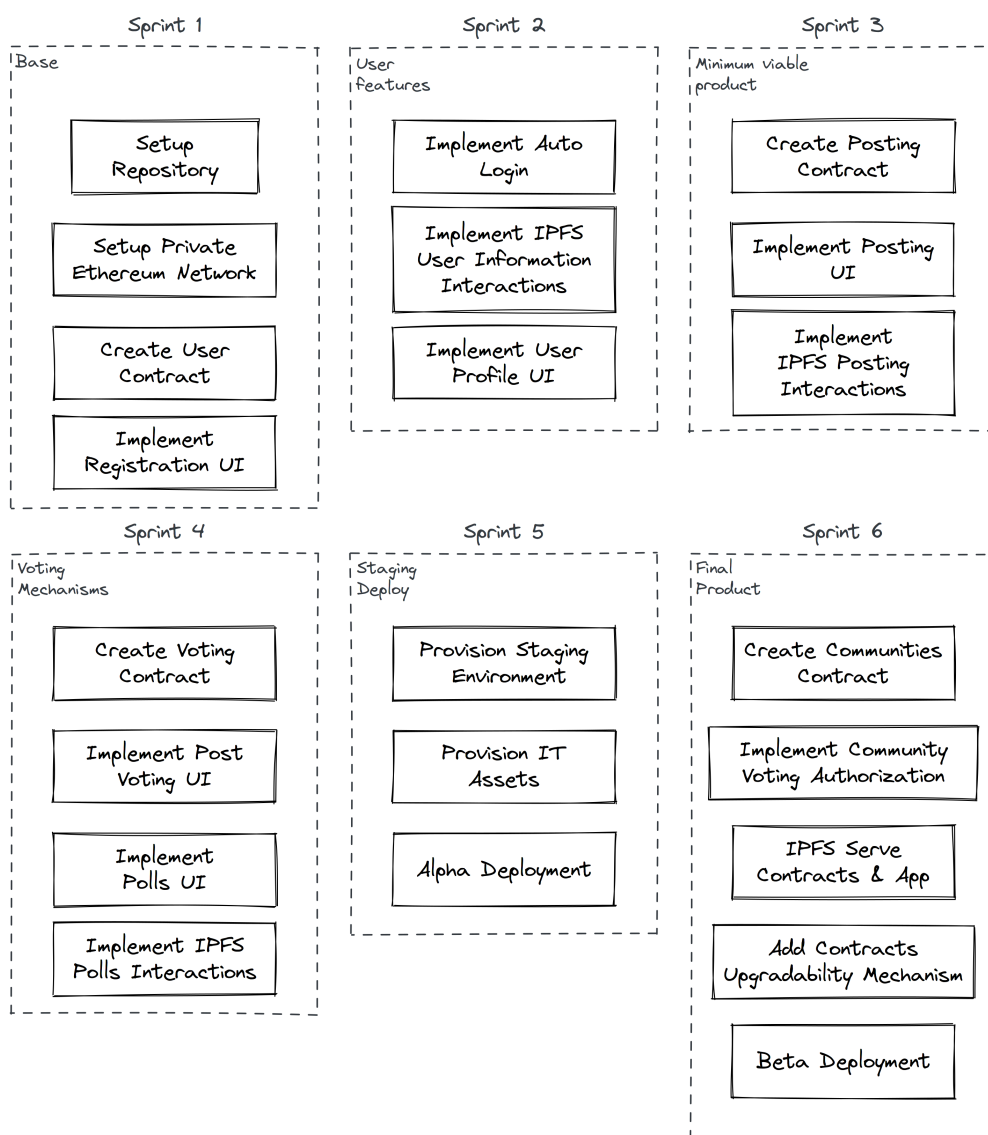 Sprint 1
Base
Setup
Repository
Setup Private
Ethereum Network
Create User
Contract
Implement
Registration UI
Sprint 2
User
features
Implement Auto
Login
Implement IPFS
User Information
Interactions
Implement User
Profile UI
Sprint 3
Minimum viable
product
Create Posting
Contract
Implement Posting
UI
Implement
IPFS Posting
Interactions
Sprint 4
Voting
Mechanisms
Create Voting
Contract
Implement Post
Voting UI
Implement
Polls UI
Implement IPFS
Polls Interactions
Sprint 5
Staging
Deploy
Provision Staging
Environment
Provision IT
Assets
Alpha Deployment
Sprint 6
Final
Product
Create Communities
Contract
Implement Community
Voting Authorization
IPFS Serve
Contracts & App
Add Contracts
Upgradability Mechanism
Beta Deployment